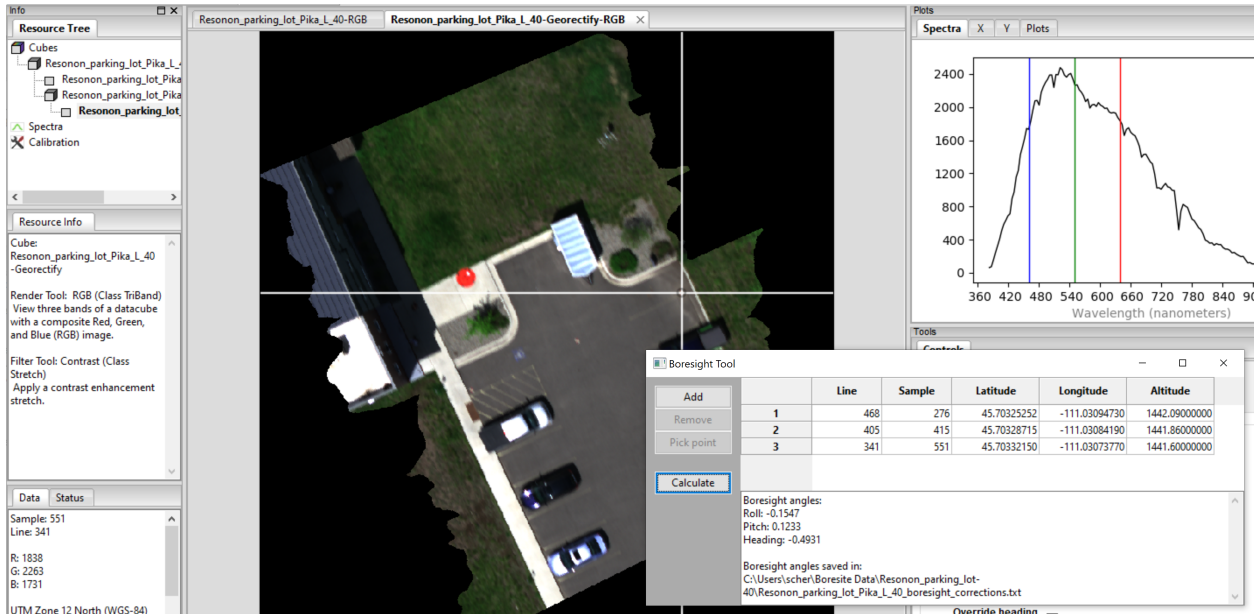 Info
Resource Tree
Cubes
Resonon_parking_lot_Pika_L_4
Resonon_parking_lot_Pika
Resonon_parking_lot_Pika
Resonon_parking_lot_
Spectra
Calibration
Resource Info
Cube:
Resonon_parking_lot_Pika_L_40
-Georectify
Render Tool: RGB (Class TriBand)
View three bands of a datacube
with a composite Red, Green,
and Blue (RGB) image.
Filter Tool: Contrast (Class
Stretch)
Apply a contrast enhancement
stretch.
Data Status
Sample: 551
Line: 341
R: 1838
G: 2263
B: 1731
UTM Zone 12 North (WGS-84)
Resonon_parking_lot_Pika_L_40-RGB Resonon_parking_lot_Pika_L_40-Georectify-RGB
Plots
Spectra X Y Plots
2400
2000
1600
1200
800
400
0
360 420 480 540 600 660 720 780 840 90
Wavelength (nanometers)
Tools
Controls
Boresight Tool
Add
Remove
Pick point
Calculate
Line Sample Latitude Longitude Altitude
1 468 276 45.70325252 -111.03094730 1442.09000000
2 405 415 45.70328715 -111.03084190 1441.86000000
3 341 551 45.70332150 -111.03073770 1441.60000000
Boresight angles:
Roll: -0.1547
Pitch: 0.1233
Heading: -0.4931
Boresight angles saved in:
C:\Users\scher\Boresite Data\Resonon_parking_lot-
40\Resonon_parking_lot_Pika_L_40_boresight_corrections.txt
Override heading